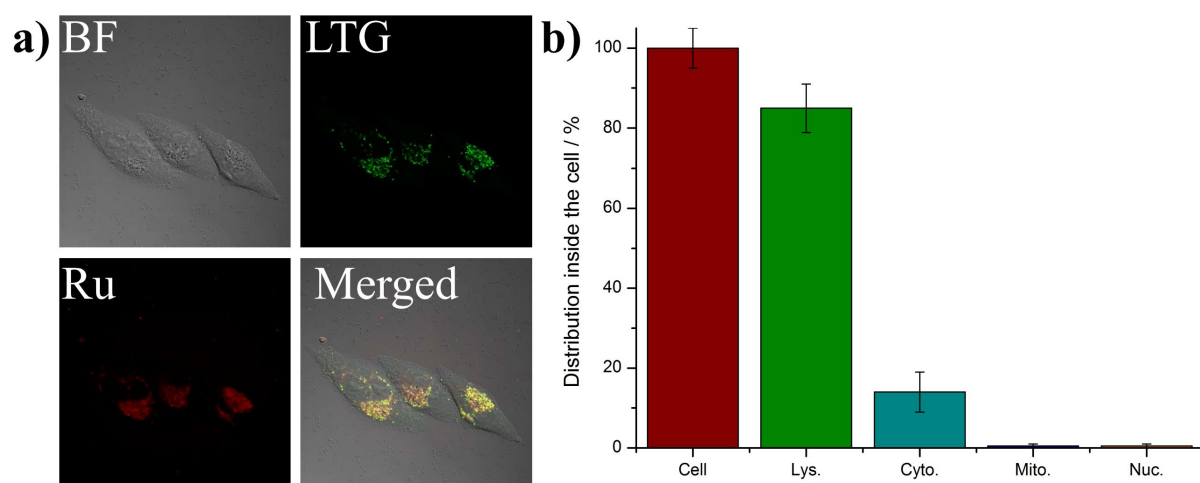 a) BF
LTG
Ru
Merged
b)
Distribution inside the cell / %
100
80
60
40
20
0
Cell
Lys.
Cyto.
Mito.
Nuc.